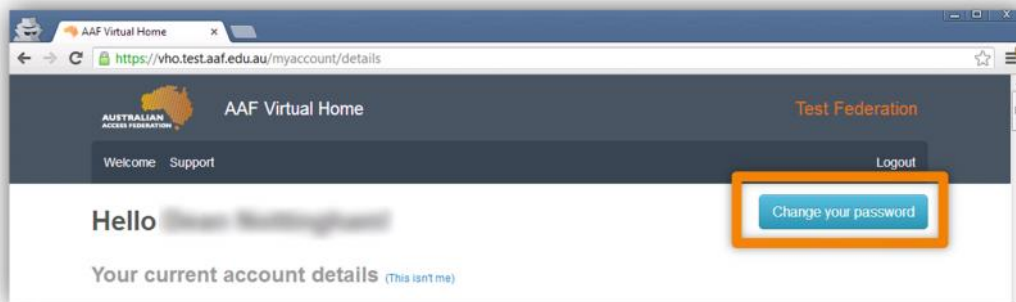 AAF Virtual Home
https://vho.test.aaf.edu.au/myaccount/details
AUSTRALIAN
ACCESS FEDERATION
AAF Virtual Home
Test Federation
Welcome Support
Logout
Hello
Change your password
Your current account details (This isn't me)